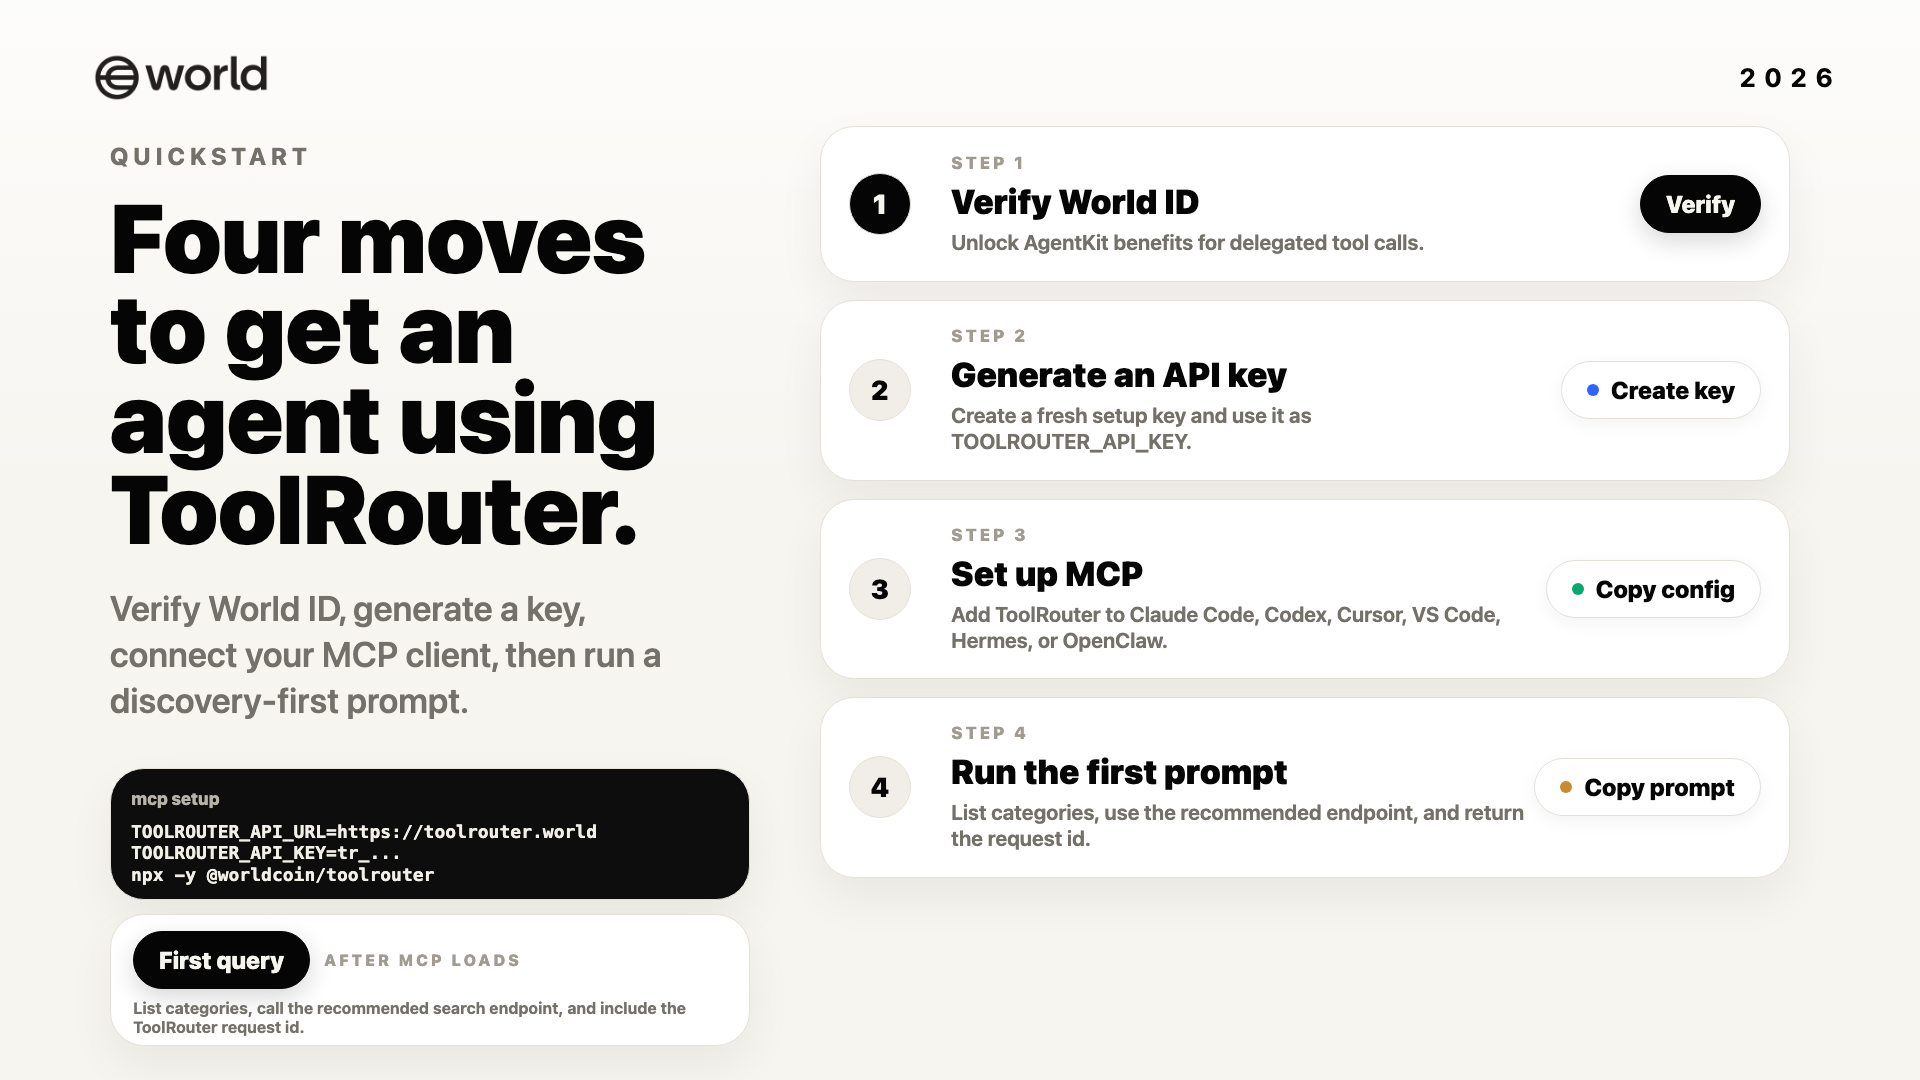 world
2026
QUICKSTART
Four moves
to get an
agent using
ToolRouter.
Verify World ID, generate a key,
connect your MCP client, then run a
discovery-first prompt.
mcp setup
TOOLROUTER_API_URL=https://toolrouter.world
TOOLROUTER_API_KEY=tr_...
npx -y @worldcoin/toolrouter
First query
AFTER MCP LOADS
List categories, call the recommended search endpoint, and include the
ToolRouter request id.
1
STEP 1
Verify World ID
Unlock AgentKit benefits for delegated tool calls.
Verify
2
STEP 2
Generate an API key
Create a fresh setup key and use it as
TOOLROUTER_API_KEY.
Create key
3
STEP 3
Set up MCP
Add ToolRouter to Claude Code, Codex, Cursor, VS Code,
Hermes, or OpenClaw.
Copy config
4
STEP 4
Run the first prompt
List categories, use the recommended endpoint, and return
the request id.
Copy prompt